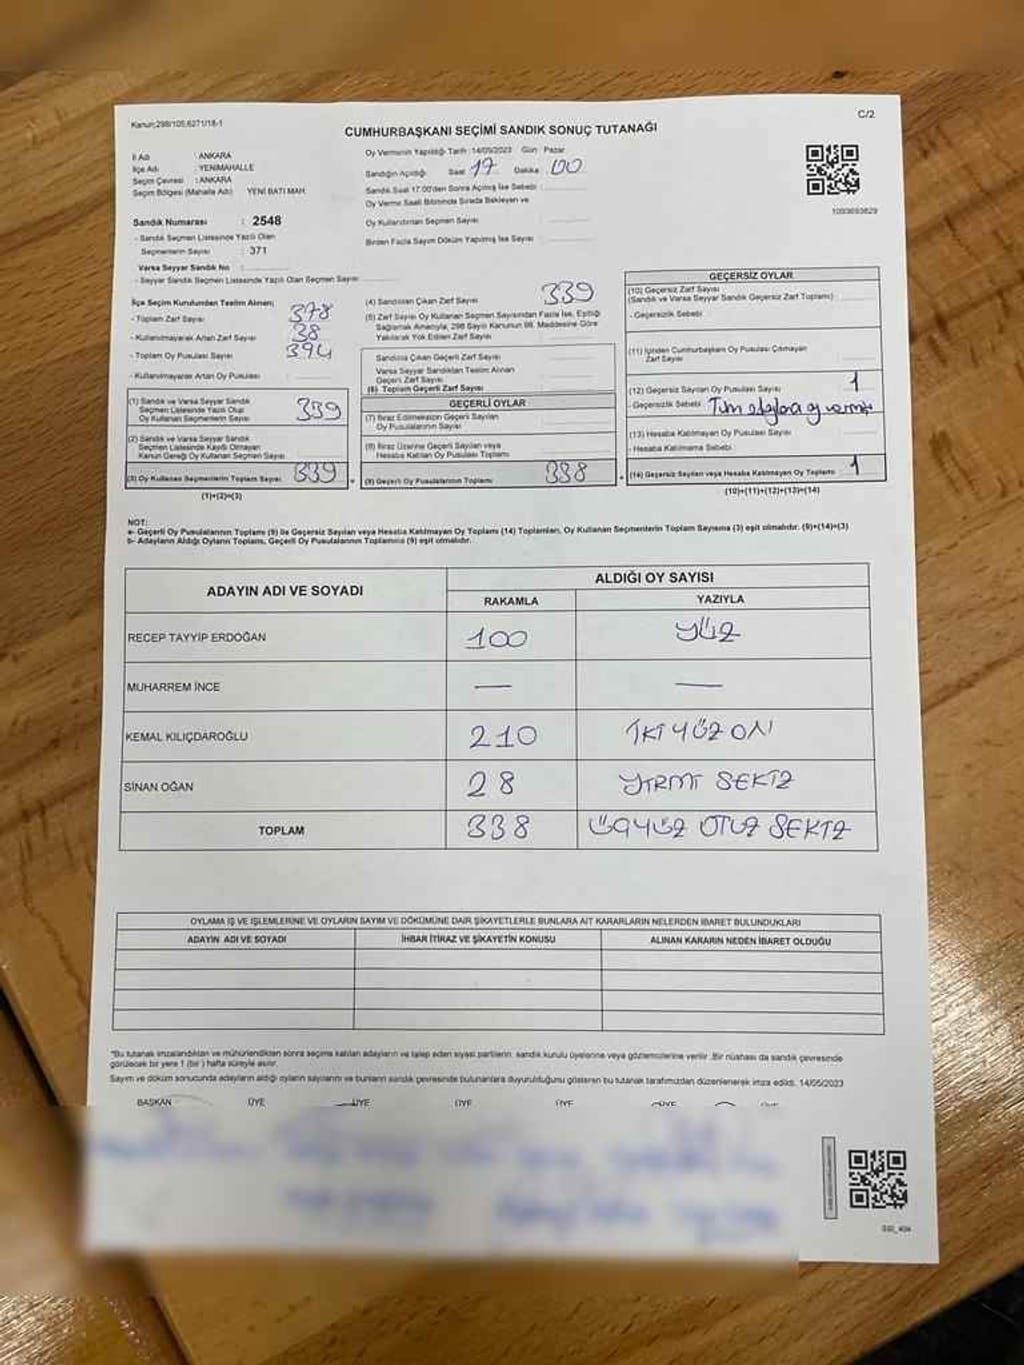 Kanun;298/105,6271/18-1
C/2
CUMHURBAŞKANI SEÇİMİ SANDIK SONUÇ TUTANAĞI
İl Adı : ANKARA
İlçe Adı : YENİMAHALLE
Seçim Çevresi : ANKARA
Seçim Bölgesi (Mahalle Adı) YENİ BATI MAH.
Sandık Numarası : 2548
- Sandık Seçmen Listesinde Yazılı Olan
Seçmenlerin Sayısı : 371
Varsa Seyyar Sandık No :
- Seyyar Sandık Seçmen Listesinde Yazılı Olan Seçmen Sayısı
Oy Vermenin Yapıldığı Tarih :14/05/2023 Gün : Pazar
Sandığın Açıldığı Saat 17 Dakika 00
Sandık Saat 17.00'den Sonra Açılmış İse Sebebi :
Oy Verme Saati Bitiminde Sırada Bekleyen ve
Oy Kullandırılan Seçmen Sayısı
Birden Fazla Sayım Döküm Yapılmış İse Sayısı
1093693829
İlçe Seçim Kurulundan Teslim Alınan;
- Toplam Zarf Sayısı 378
- Kullanılmayarak Artan Zarf Sayısı 38
- Toplam Oy Pusulası Sayısı 394
- Kullanılmayarak Artan Oy Pusulası
(1) Sandık ve Varsa Seyyar Sandık
Seçmen Listesinde Yazılı Olup
Oy Kullanan Seçmenlerin Sayısı 339
(2) Sandık ve Varsa Seyyar Sandık
Seçmen Listesinde Kayıtlı Olmayan
Kanun Gereği Oy Kullanan Seçmen Sayısı
(3) Oy Kullanan Seçmenlerin Toplam Sayısı 339
(1)+(2)=(3)
(4) Sandıktan Çıkan Zarf Sayısı 339
(5) Zarf Sayısı Oy Kullanan Seçmen Sayısından Fazla İse, Eşitliği
Sağlamak Amacıyla, 298 Sayılı Kanunun 98. Maddesine Göre
Yakılarak Yok Edilen Zarf Sayısı
Sandıkta Çıkan Geçerli Zarf Sayısı
Varsa Seyyar Sandıktan Teslim Alınan
Geçerli Zarf Sayısı
(6) Toplam Geçerli Zarf Sayısı
GEÇERLİ OYLAR
(7) İtiraz Edilmeksizin Geçerli Sayılan
Oy Pusulalarının Sayısı
(8) İtiraz Üzerine Geçerli Sayılan veya
Hesaba Katılan Oy Pusulası Toplamı
(9) Geçerli Oy Pusulalarının Toplamı 338
GEÇERSİZ OYLAR
(10) Geçersiz Zarf Sayısı
(Sandık ve Varsa Seyyar Sandık Geçersiz Zarf Toplamı)
- Geçersizlik Sebebi
(11) İçinden Cumhurbaşkanı Oy Pusulası Çıkmayan
Zarf Sayısı
(12) Geçersiz Sayılan Oy Pusulası Sayısı 1
- Geçersizlik Sebebi Tüm adaylara oy vermiş
(13) Hesaba Katılmayan Oy Pusulası Sayısı
- Hesaba Katılmama Sebebi
(14) Geçersiz Sayılan veya Hesaba Katılmayan Oy Toplamı 1
(10)+(11)+(12)+(13)=(14)
NOT:
a- Geçerli Oy Pusulalarının Toplamı (9) ile Geçersiz Sayılan veya Hesaba Katılmayan Oy Toplamı (14) Toplamları, Oy Kullanan Seçmenlerin Toplam Sayısına (3) eşit olmalıdır. (9)+(14)=(3)
b- Adayların Aldığı Oyların Toplamı, Geçerli Oy Pusulalarının Toplamına (9) eşit olmalıdır.
ADAYIN ADI VE SOYADI ALDIĞI OY SAYISI
RAKAMLA YAZIYLA
RECEP TAYYİP ERDOĞAN 100 YÜZ
MUHARREM İNCE — —
KEMAL KILIÇDAROĞLU 210 İKİYÜZ ON
SİNAN OĞAN 28 YİRMİ SEKİZ
TOPLAM 338 ÜÇYÜZ OTUZ SEKİZ
OYLAMA İŞ VE İŞLEMLERİNE VE OYLARIN SAYIM VE DÖKÜMÜNE DAİR ŞİKAYETLERLE BUNLARA AİT KARARLARIN NELERDEN İBARET BULUNDUKLARI
ADAYIN ADI VE SOYADI İHBAR İTİRAZ VE ŞİKAYETİN KONUSU ALINAN KARARIN NEDEN İBARET OLDUĞU
"Bu tutanak imzalandıktan ve mühürlendikten sonra seçime katılan adayların ve talep eden siyasi partilerin sandık kurulu üyelerine veya gözlemcilerine verilir .Bir nüshası da sandık çevresinde
görülecek bir yere 1 (bir ) hafta süreyle asılır.
Sayım ve döküm sonucunda adayların aldığı oyların sayılarını ve bunların sandık çevresinde bulunanlara duyurulduğunu gösteren bu tutanak tarafımızdan düzenlenerek imza edildi. 14/05/2023
BAŞKAN ÜYE ÜYE ÜYE ÜYE ÜYE ÜYE